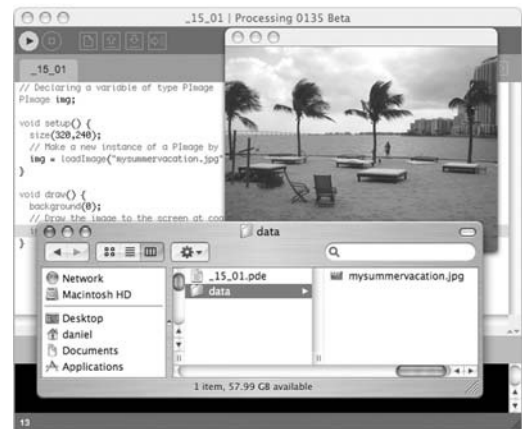 _15_01 | Processing 0135 Beta
_15_01
// Declaring a variable of type PImage
PImage img;
void setup() {
size(320,240);
// Make a new instance of a PImage by
img = loadImage("mysummervacation.jpg"
}
void draw() {
background(0);
// Draw the image to the screen at coo
}
data
Network
Macintosh HD
Desktop
daniel
Documents
Applications
_15_01.pde
data
mysummervacation.jpg
1 item, 57.99 GB available
13